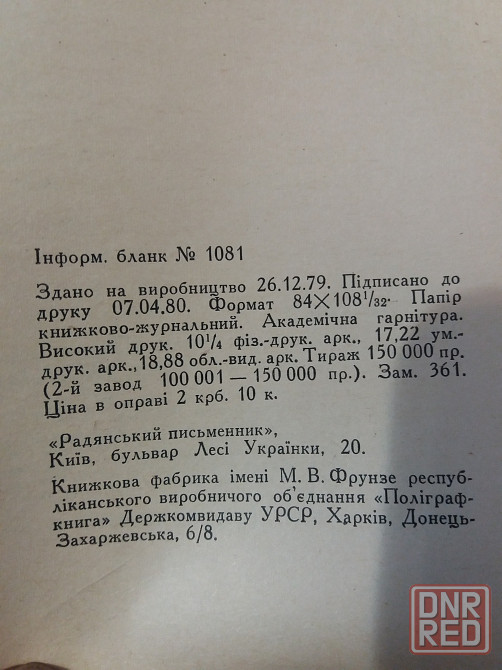 Інформ. бланк № 1081
Здано на виробництво 26.12.79. Підписано до
друку 07.04.80. Формат 84×108¹/₃₂. Папір
книжково-журнальний. Академічна гарнітура.
Високий друк. 10¹/₄ фіз.-друк. арк., 17,22 ум.-
друк. арк., 18,88 обл.-вид. арк. Тираж 150 000 пр.
(2-й завод 100 001 — 150 000 пр.). Зам. 361.
Ціна в оправі 2 крб. 10 к.
«Радянський письменник»,
Київ, бульвар Лесі Українки, 20.
Книжкова фабрика імені М. В. Фрунзе респуб-
ліканського виробничого об'єднання «Поліграф-
книга» Держкомвидаву УРСР, Харків, Донець-
Захаржевська, 6/8.
DNR
RED